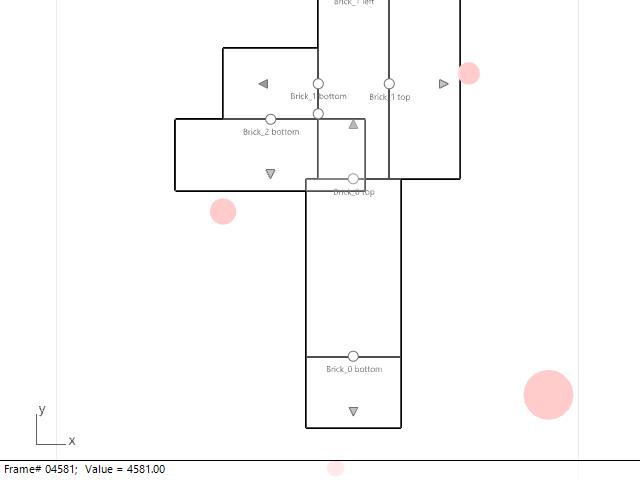 Brick_1 left
Brick_1 bottom
Brick_1 top
Brick_2 bottom
Brick_0 top
Brick_0 bottom
y
x
Frame# 04581; Value = 4581.00